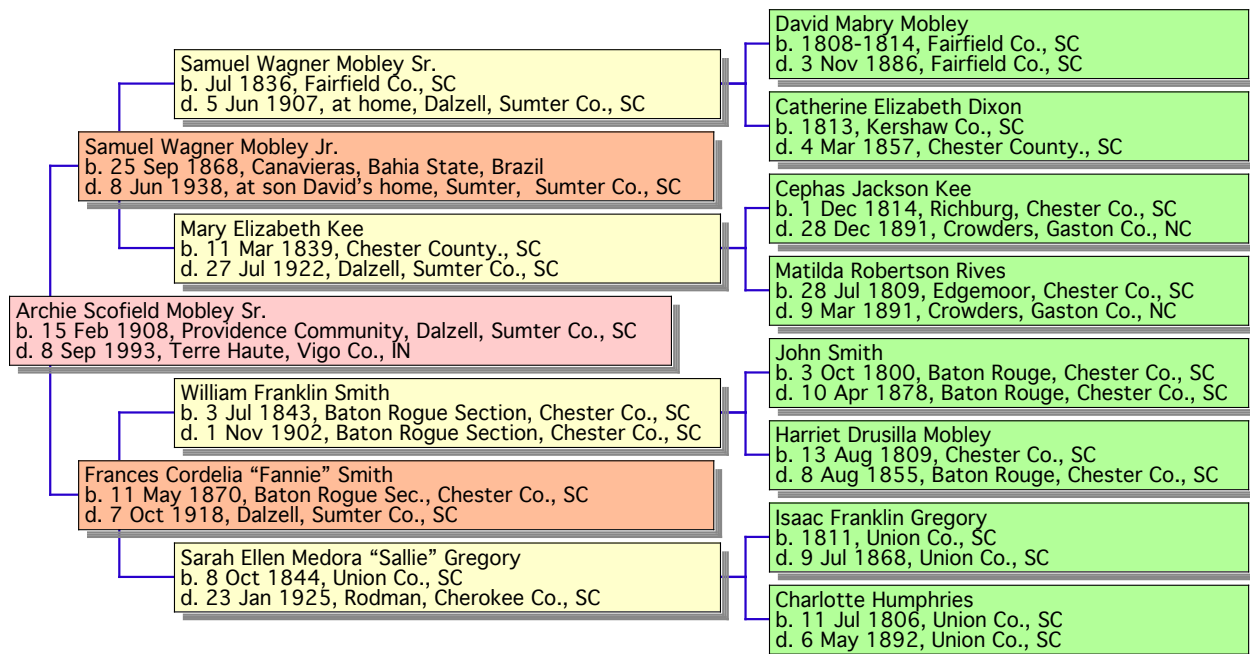 David Mabry Mobley
b. 1808-1814, Fairfield Co., SC
d. 3 Nov 1886, Fairfield Co., SC
Samuel Wagner Mobley Sr.
b. Jul 1836, Fairfield Co., SC
d. 5 Jun 1907, at home, Dalzell, Sumter Co., SC
Catherine Elizabeth Dixon
b. 1813, Kershaw Co., SC
d. 4 Mar 1857, Chester County., SC
Samuel Wagner Mobley Jr.
b. 25 Sep 1868, Canavieras, Bahia State, Brazil
d. 8 Jun 1938, at son David's home, Sumter,  Sumter Co., SC
Cephas Jackson Kee
b. 1 Dec 1814, Richburg, Chester Co., SC
d. 28 Dec 1891, Crowders, Gaston Co., NC
Mary Elizabeth Kee
b. 11 Mar 1839, Chester County., SC
d. 27 Jul 1922, Dalzell, Sumter Co., SC
Matilda Robertson Rives
b. 28 Jul 1809, Edgemoor, Chester Co., SC
d. 9 Mar 1891, Crowders, Gaston Co., NC
Archie Scofield Mobley Sr.
b. 15 Feb 1908, Providence Community, Dalzell, Sumter Co., SC
d. 8 Sep 1993, Terre Haute, Vigo Co., IN
John Smith
b. 3 Oct 1800, Baton Rouge, Chester Co., SC
d. 10 Apr 1878, Baton Rouge, Chester Co., SC
William Franklin Smith
b. 3 Jul 1843, Baton Rogue Section, Chester Co., SC
d. 1 Nov 1902, Baton Rogue Section, Chester Co., SC
Harriet Drusilla Mobley
b. 13 Aug 1809, Chester Co., SC
d. 8 Aug 1855, Baton Rouge, Chester Co., SC
Frances Cordelia “Fannie” Smith
b. 11 May 1870, Baton Rogue Sec., Chester Co., SC
d. 7 Oct 1918, Dalzell, Sumter Co., SC
Isaac Franklin Gregory
b. 1811, Union Co., SC
d. 9 Jul 1868, Union Co., SC
Sarah Ellen Medora “Sallie” Gregory
b. 8 Oct 1844, Union Co., SC
d. 23 Jan 1925, Rodman, Cherokee Co., SC
Charlotte Humphries
b. 11 Jul 1806, Union Co., SC
d. 6 May 1892, Union Co., SC